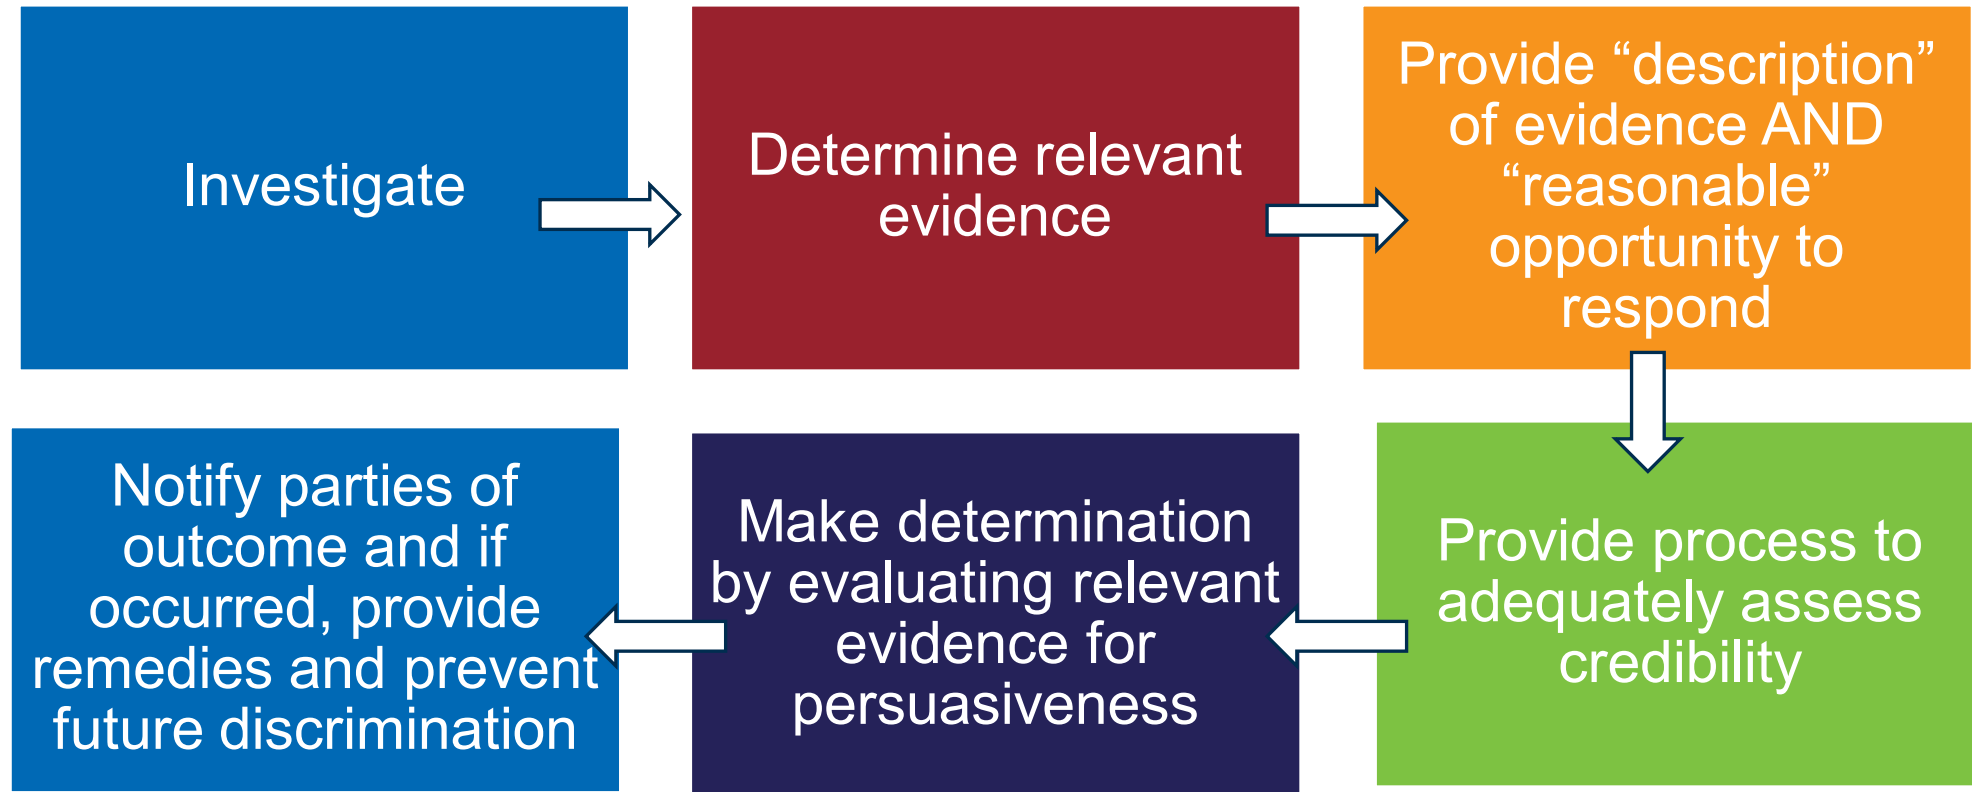 Investigate
Determine relevant
evidence
Provide “description”
of evidence AND
“reasonable”
opportunity to
respond
Provide process to
adequately assess
credibility
Make determination
by evaluating relevant
evidence for
persuasiveness
Notify parties of
outcome and if
occurred, provide
remedies and prevent
future discrimination